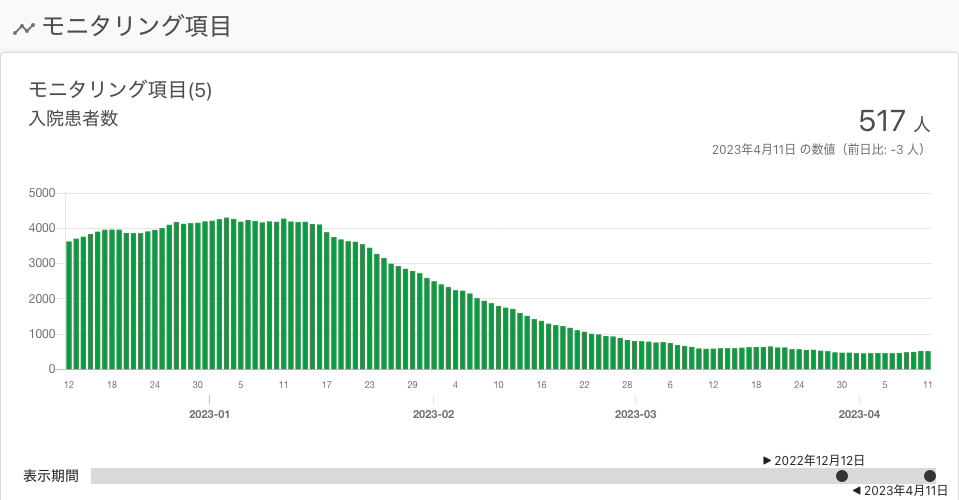 モニタリング項目
モニタリング項目(5)
入院患者数
517 人
2023年4月11日 の数値（前日比: -3 人）
5000
4000
3000
2000
1000
0
12 18 24 30 5 11 17 23 29 4 10 16 22 28 6 12 18 24 30 5 11
2023-01 2023-02 2023-03 2023-04
▶ 2022年12月12日
表示期間
◀ 2023年4月11日